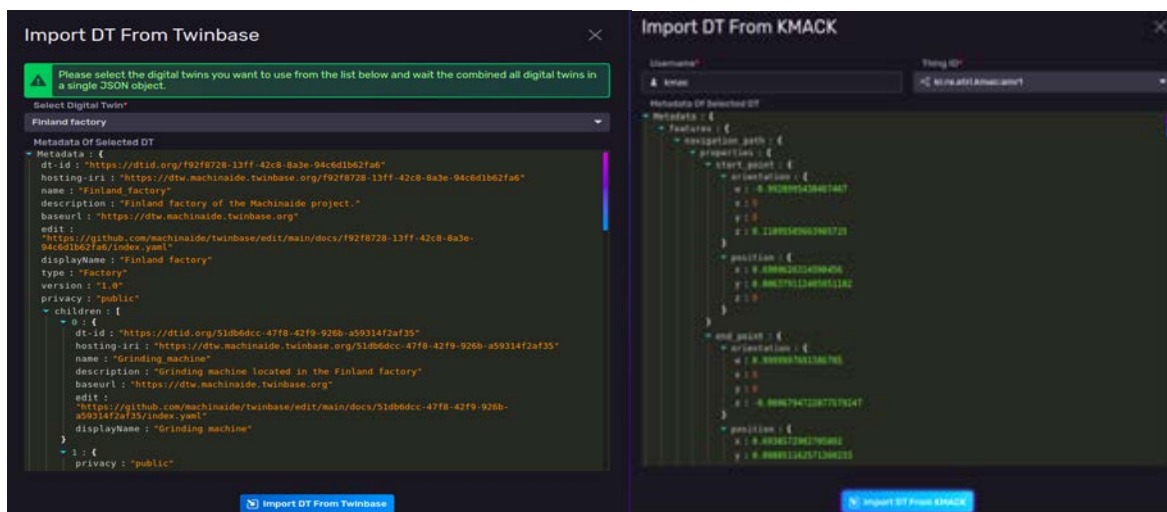 Import DT From Twinbase
Please select the digital twins you want to use from the list below and wait the combined all digital twins in
a single JSON object.
Select Digital Twin*
Finland factory
Metadata Of Selected DT
Metadata : {
dt-id : "https://dtid.org/f92f8728-13ff-42c8-8a3e-94c6d1b62fa6"
hosting-iri : "https://dtw.machinaide.twinbase.org/f92f8728-13ff-42c8-8a3e-94c6d1b62fa6"
name : "Finland_factory"
description : "Finland factory of the Machinaide project."
baseurl : "https://dtw.machinaide.twinbase.org"
edit :
"https://github.com/machinaide/twinbase/edit/main/docs/f92f8728-13ff-42c8-8a3e-
94c6d1b62fa6/index.yaml"
displayName : "Finland factory"
type : "Factory"
version : "1.0"
privacy : "public"
children : [
0 : {
dt-id : "https://dtid.org/51db6dcc-47f8-42f9-926b-a59314f2af35"
hosting-iri : "https://dtw.machinaide.twinbase.org/51db6dcc-47f8-42f9-926b-a59314f2af35"
name : "Grinding_machine"
description : "Grinding machine located in the Finland factory"
baseurl : "https://dtw.machinaide.twinbase.org"
edit :
"https://github.com/machinaide/twinbase/edit/main/docs/51db6dcc-47f8-42f9-926b-
a59314f2af35/index.yaml"
displayName : "Grinding machine"
}
1 : {
privacy : "public"
Import DT From Twinbase
Import DT From KMACK
Username*
Thing ID*
Metadata Of Selected DT
Metadata : {
features : {
navigation_path : {
properties : {
start_point : {
orientation : {
w :
x : 0
y : 0
z :
}
position : {
x :
y :
z : 0
}
}
end_point : {
orientation : {
w :
x : 0
y : 0
z :
}
position : {
x :
y :
Import DT From KMACK